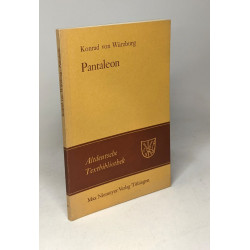 Konrad von Würzburg
Pantaleon
Altdeutsche
Textbibliothek
Max Niemeyer Verlag Tübingen